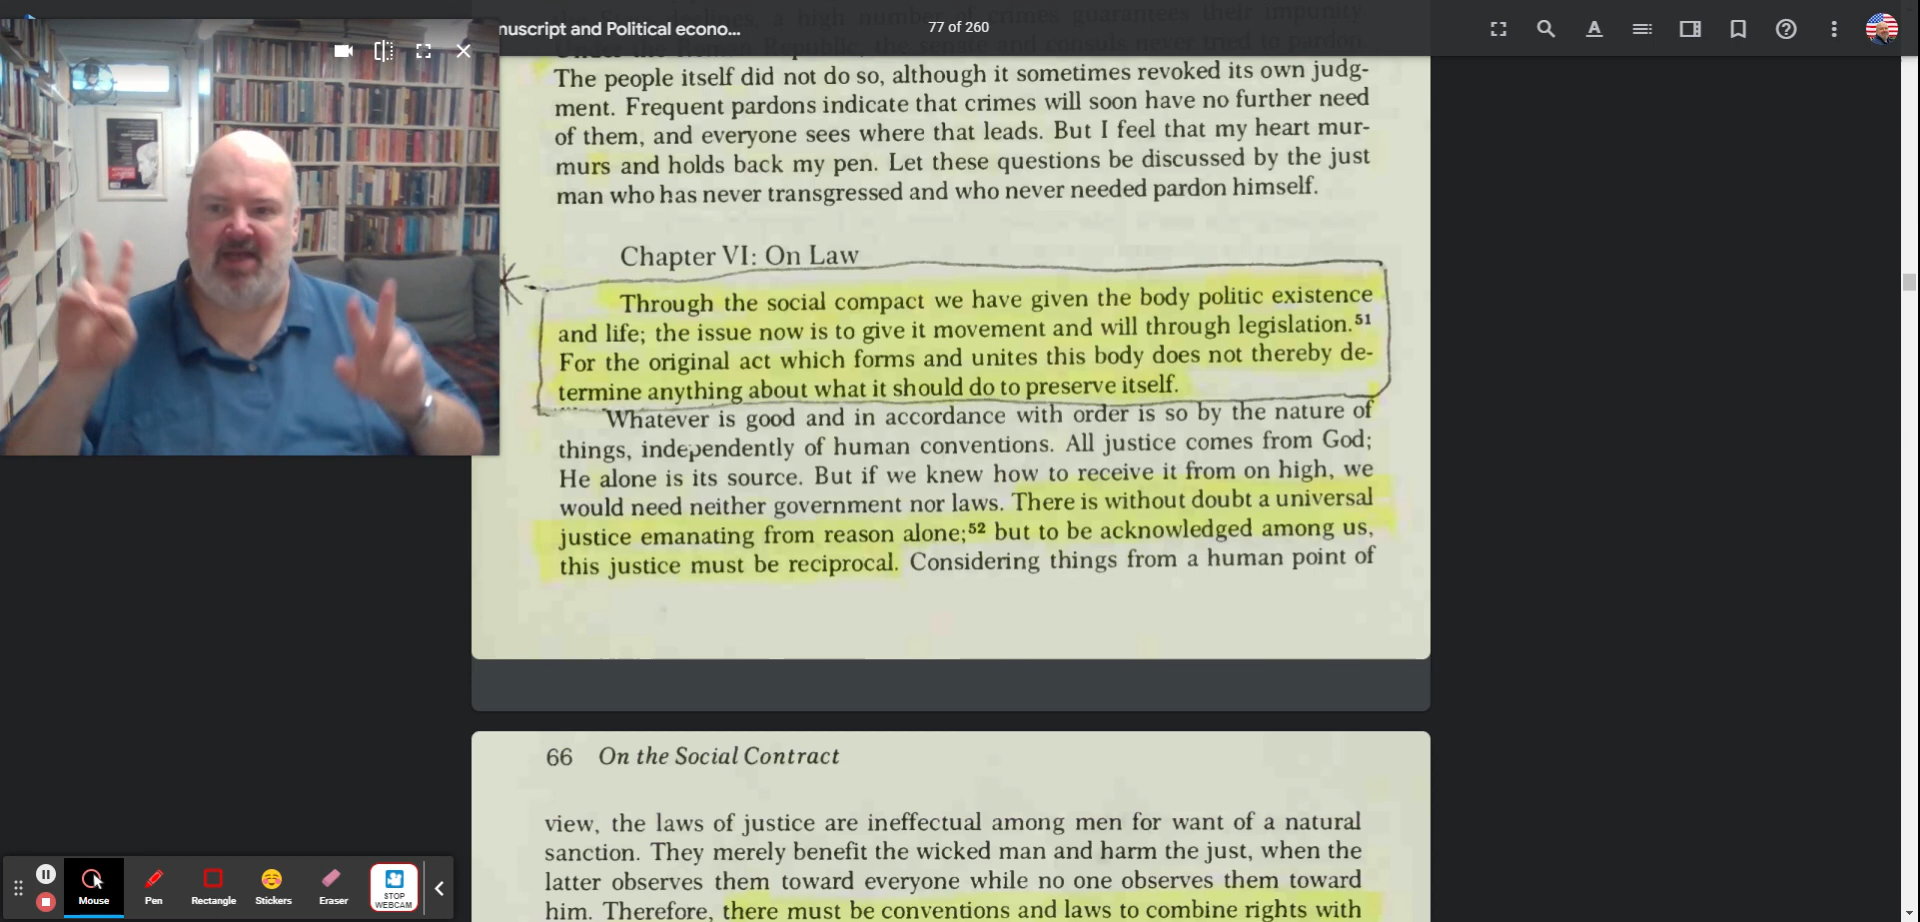 nuscript and Political econo...
77 of 260
The people itself did not do so, although it sometimes revoked its own judg-
ment. Frequent pardons indicate that crimes will soon have no further need
of them, and everyone sees where that leads. But I feel that my heart mur-
murs and holds back my pen. Let these questions be discussed by the just
man who has never transgressed and who never needed pardon himself.
Chapter VI: On Law
Through the social compact we have given the body politic existence
and life; the issue now is to give it movement and will through legislation.51
For the original act which forms and unites this body does not thereby de-
termine anything about what it should do to preserve itself.
Whatever is good and in accordance with order is so by the nature of
things, independently of human conventions. All justice comes from God;
He alone is its source. But if we knew how to receive it from on high, we
would need neither government nor laws. There is without doubt a universal
justice emanating from reason alone;52 but to be acknowledged among us,
this justice must be reciprocal. Considering things from a human point of
66 On the Social Contract
view, the laws of justice are ineffectual among men for want of a natural
sanction. They merely benefit the wicked man and harm the just, when the
latter observes them toward everyone while no one observes them toward
him. Therefore, there must be conventions and laws to combine rights with
Mouse
Pen
Rectangle
Stickers
Eraser
STOP
WEBCAM